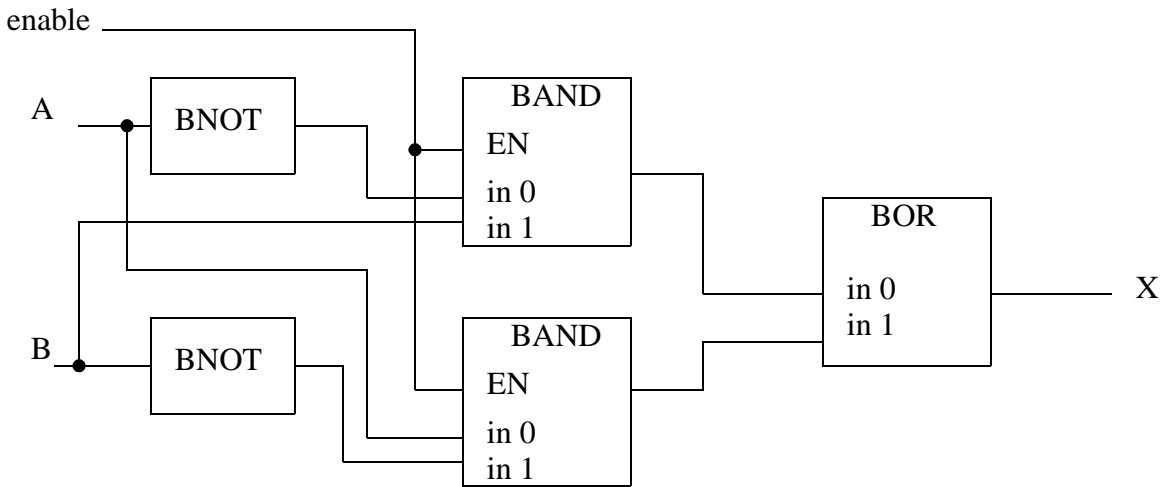 enable
A
BNOT
BAND
EN
in 0
in 1
BOR
in 0
in 1
X
B
BNOT
BAND
EN
in 0
in 1